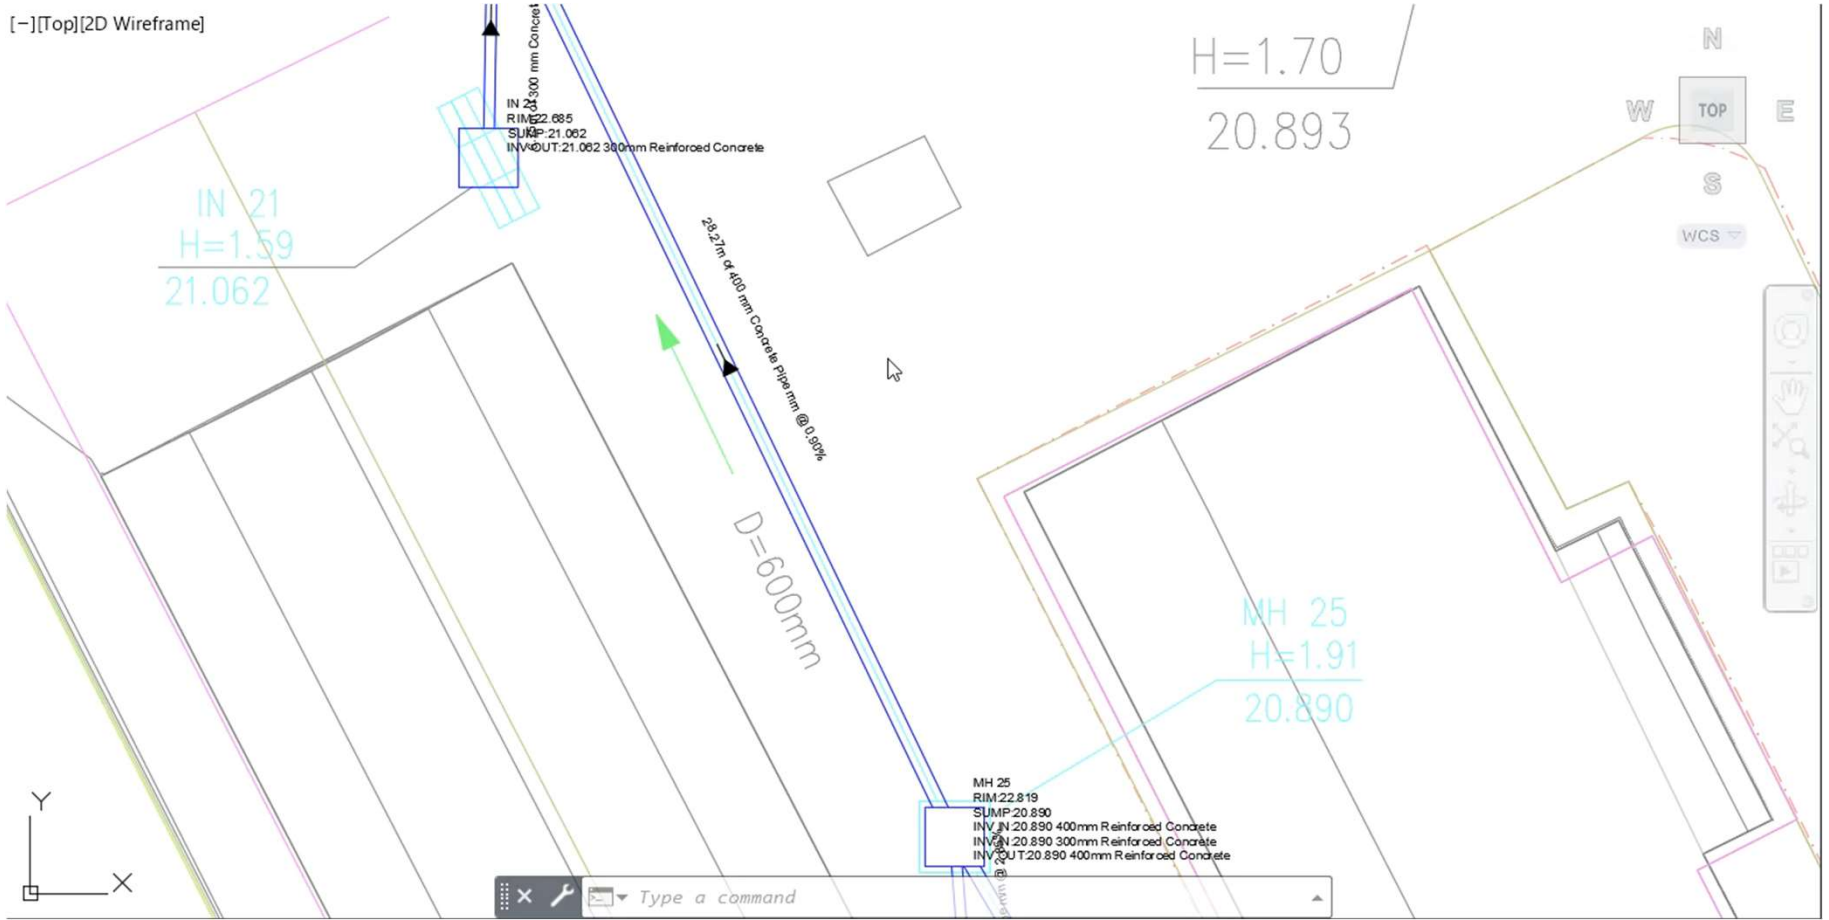 [−][Top][2D Wireframe]
300 mm Concret
IN 21
RIM:22.685
SUMP:21.062
INV OUT:21.062 300mm Reinforced Concrete
H=1.70
20.893
N
W
TOP
E
S
WCS
IN 21
H=1.59
21.062
28.27m of 400 mm Concrete Pipe mm @ 0.90%
D=600mm
MH 25
H=1.91
20.890
MH 25
RIM:22.819
SUMP:20.890
INV IN:20.890 400mm Reinforced Concrete
INV IN:20.890 300mm Reinforced Concrete
INV OUT:20.890 400mm Reinforced Concrete
Y
X
Type a command